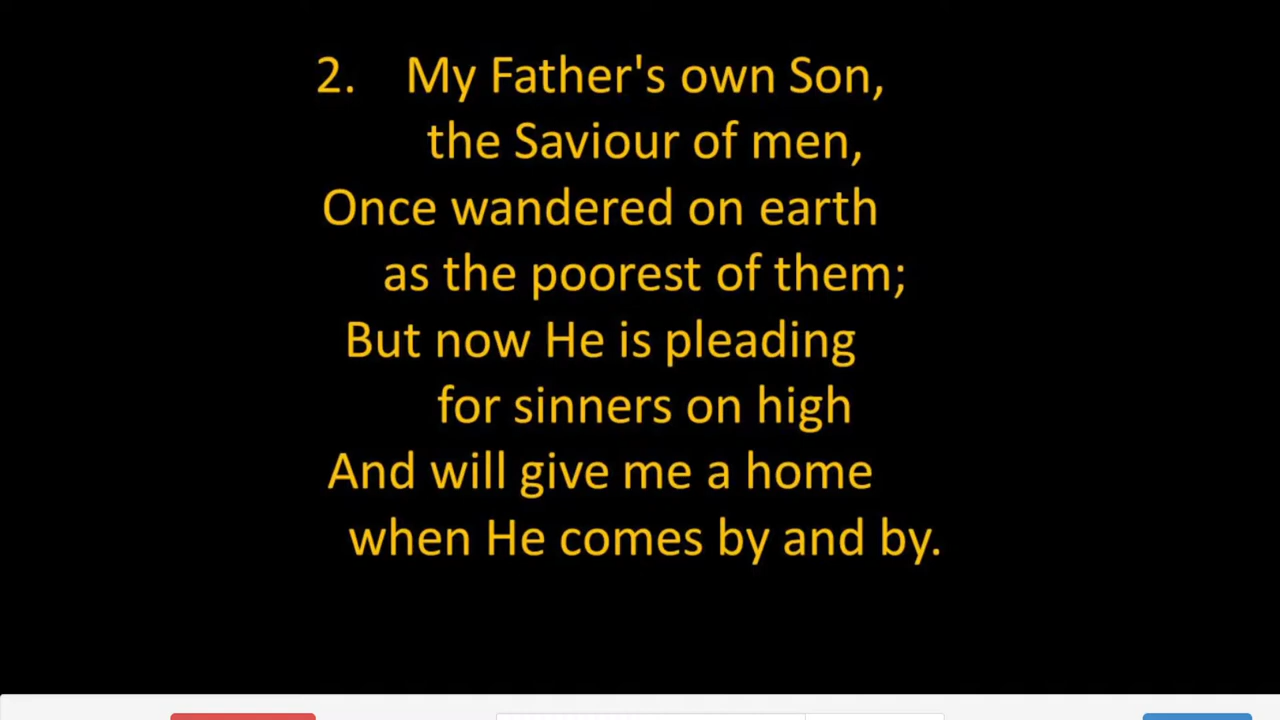 2. My Father's own Son,
the Saviour of men,
Once wandered on earth
as the poorest of them;
But now He is pleading
for sinners on high
And will give me a home
when He comes by and by.